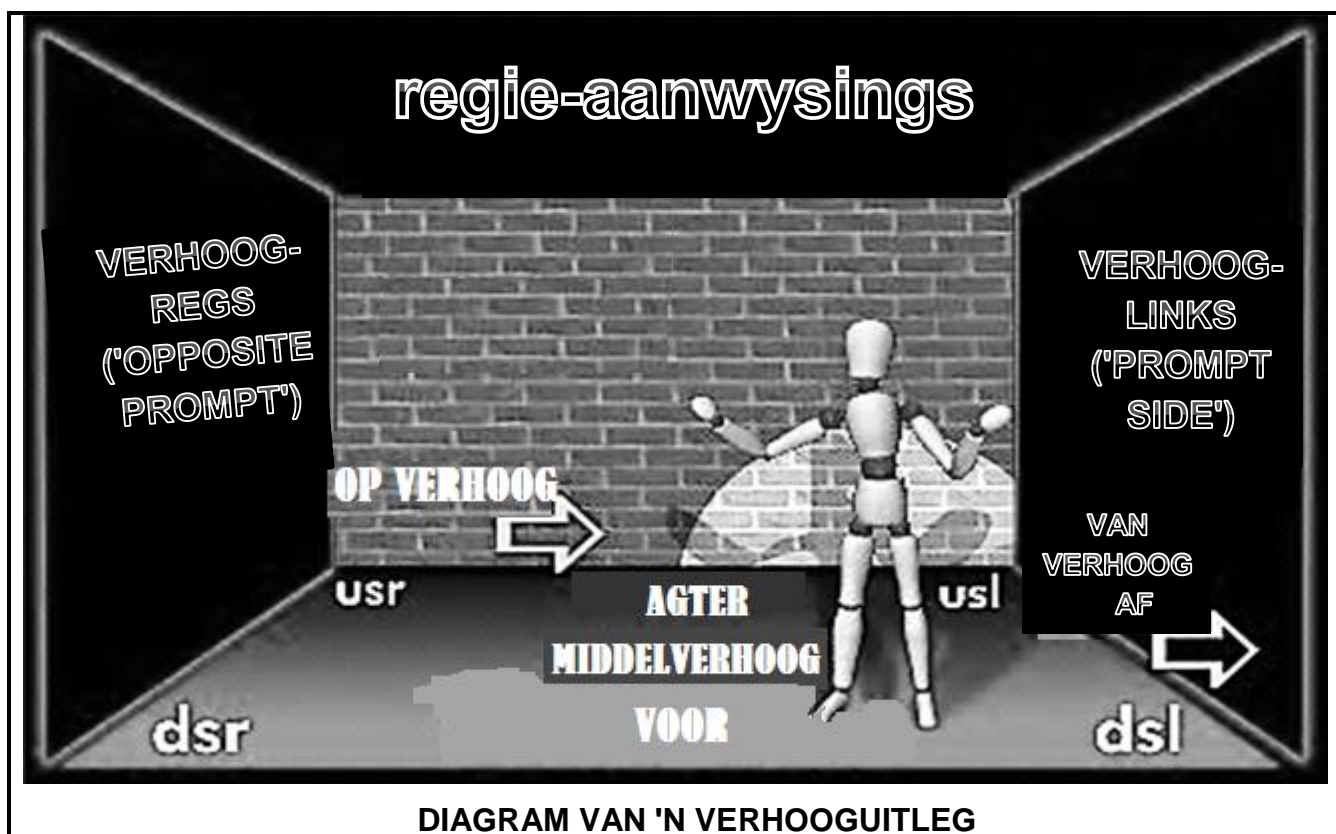 regie-aanwysings
VERHOOG-
REGS
('OPPOSITE
PROMPT')
VERHOOG-
LINKS
('PROMPT
SIDE')
OP VERHOOG
VAN
VERHOOG
AF
usr
AGTER
usl
MIDDELVERHOOG
dsr
VOOR
dsl
DIAGRAM VAN 'N VERHOOGUITLEG